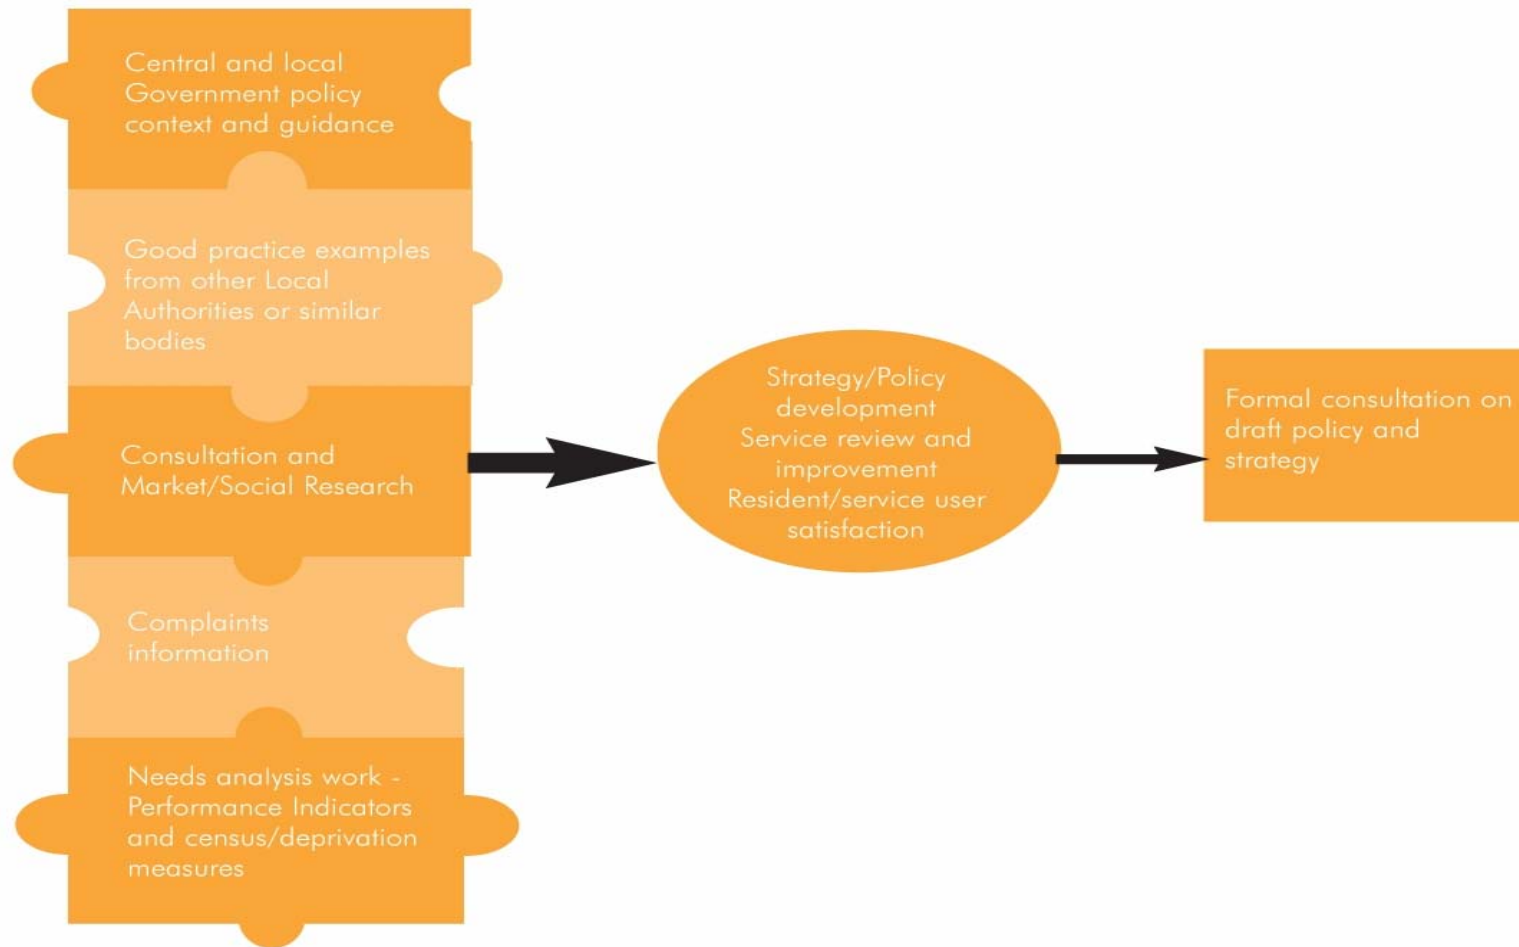 Central and local
Government policy
context and guidance
Good practice examples
from other Local
Authorities or similar
bodies
Consultation and
Market/Social Research
Complaints
information
Needs analysis work -
Performance Indicators
and census/deprivation
measures
Strategy/Policy
development
Service review and
improvement
Resident/service user
satisfaction
Formal consultation on
draft policy and
strategy